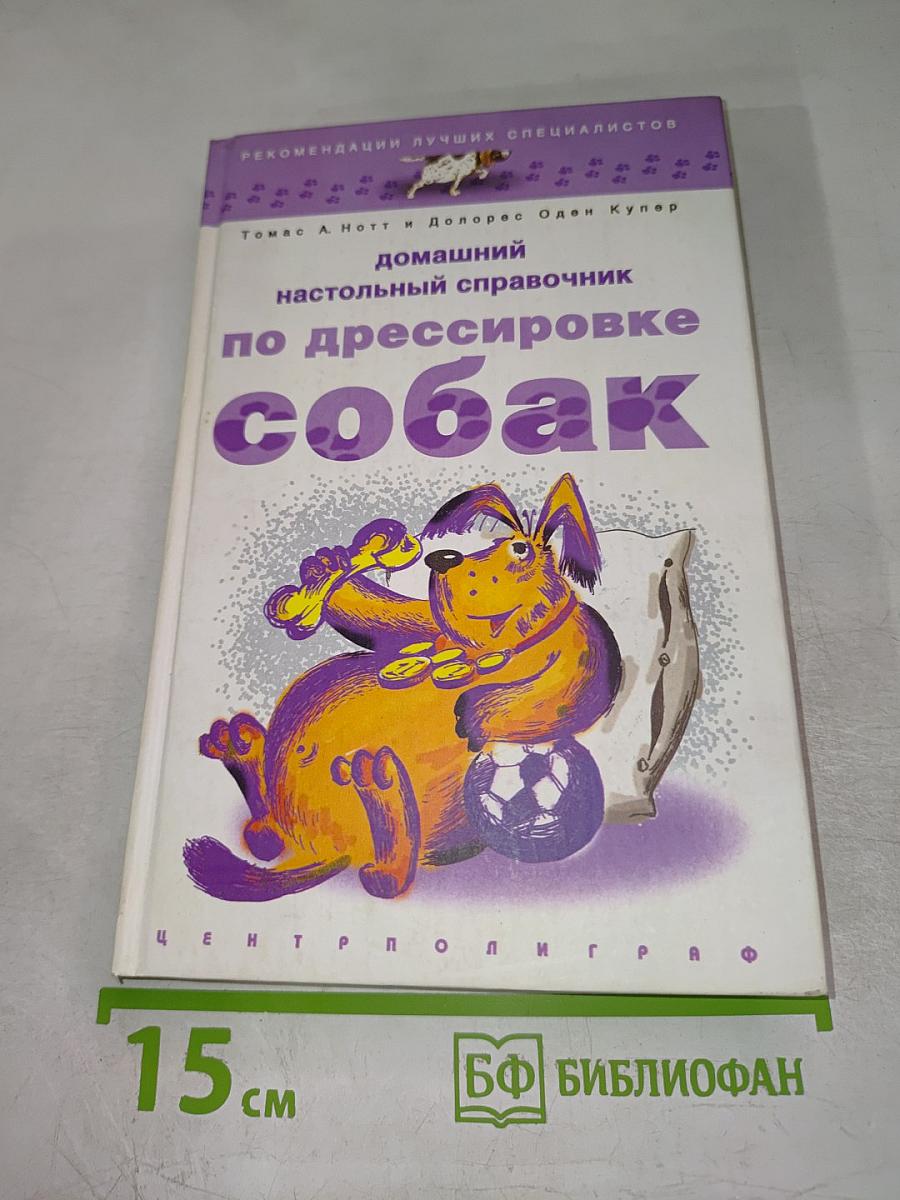 РЕКОМЕНДАЦИИ ЛУЧШИХ СПЕЦИАЛИСТОВ
Томас А. Нотт и Долорес Оден Купер
домашний
настольный справочник
по дрессировке
собак
ЦЕНТРПОЛИГРАФ
15 см
БФ БИБЛИОФАН